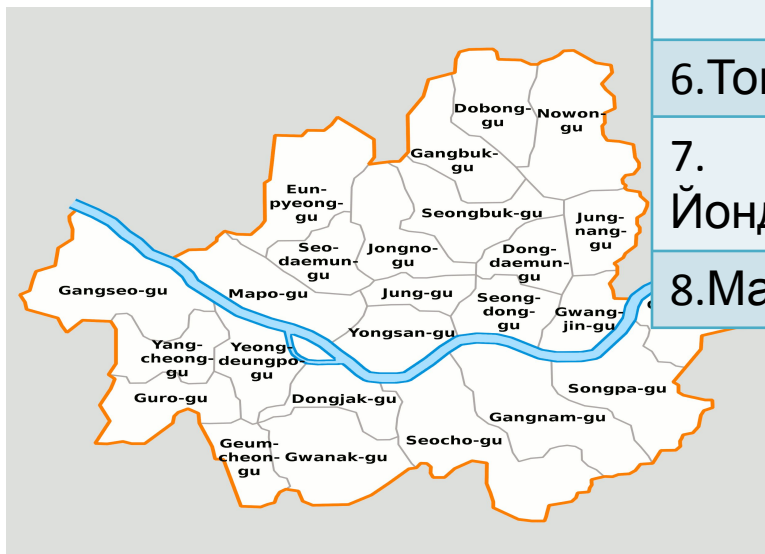 Dobong-
gu
Nowon-
gu
Gangbuk-
gu
Eun-
pyeong-
gu
Seongbuk-gu
Jung-
nang-
gu
Seo-
daemun-
gu
Jongno-
gu
Dong-
daemun-
gu
Gangseo-gu
Mapo-gu
Jung-gu
Seong-
dong-
gu
Gwang-
jin-gu
Yongsan-gu
Yang-
cheong-
gu
Yeong-
deungpo-
gu
Guro-gu
Dongjak-gu
Songpa-gu
Gangnam-gu
Geum-
cheon-
gu
Gwanak-gu
Seocho-gu
6.
7.
8.Ма